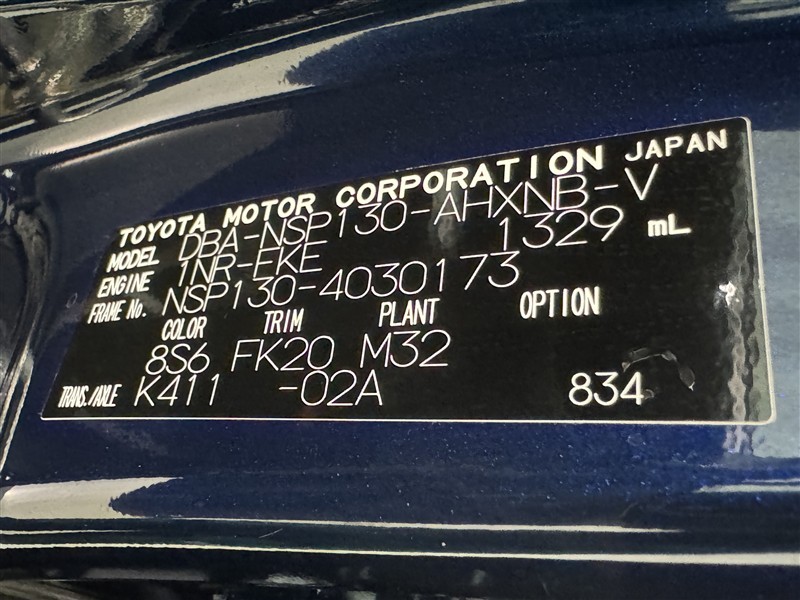 TOYOTA MOTOR CORPORATION JAPAN
MODEL DBA-NSP130-AHXNB-V
ENGINE 1NR-FKE 1329 mL
FRAME No. NSP130-4030173
COLOR TRIM PLANT OPTION
8S6 FK20 M32
TRANS./AXLE K411 -02A 834